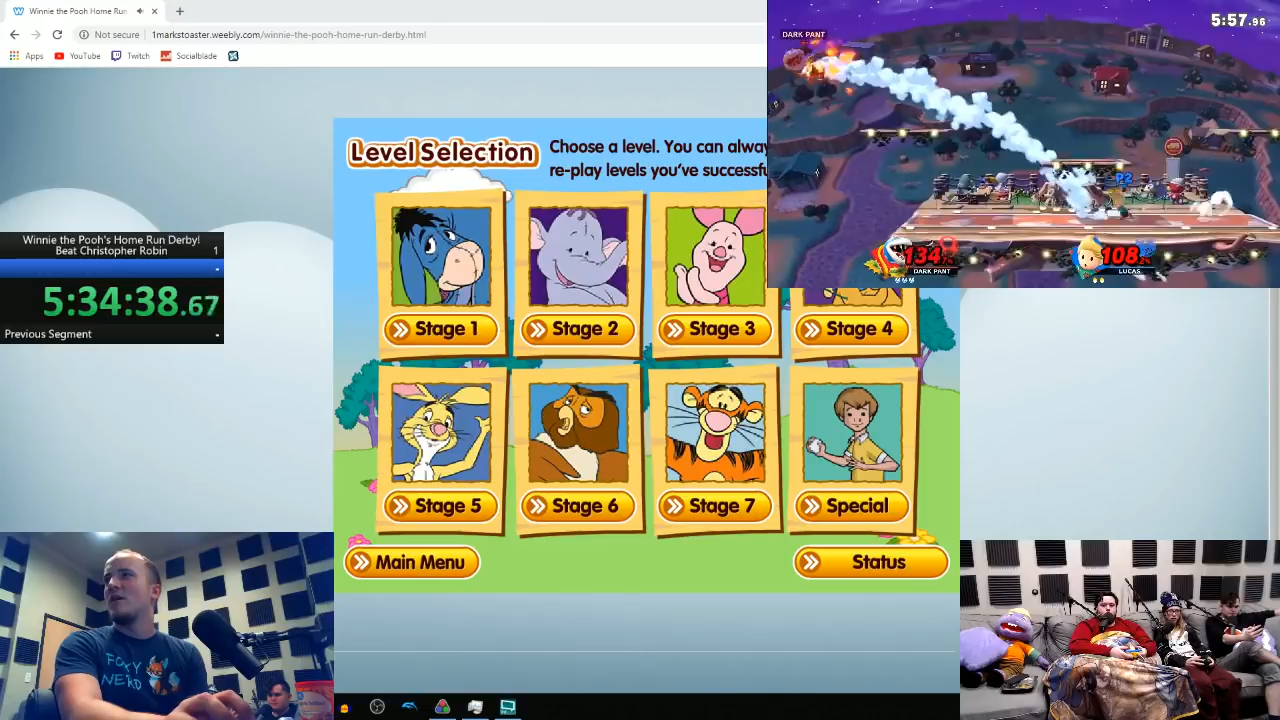 Winnie the Pooh Home Run
Not secure
1markstoaster.weebly.com/winnie-the-pooh-home-run-derby.html
Apps
YouTube
Twitch
Socialblade
5:57.96
DARK PANT
P2
134%
DARK PANT
108%
LUCAS
Level Selection
Choose a level. You can alway
re-play levels you've successfu
Winnie the Pooh's Home Run Derby!
Beat Christopher Robin 1
-
5:34:38.67
Previous Segment -
Stage 1
Stage 2
Stage 3
Stage 4
Stage 5
Stage 6
Stage 7
Special
Main Menu
Status
FOXY
NERD